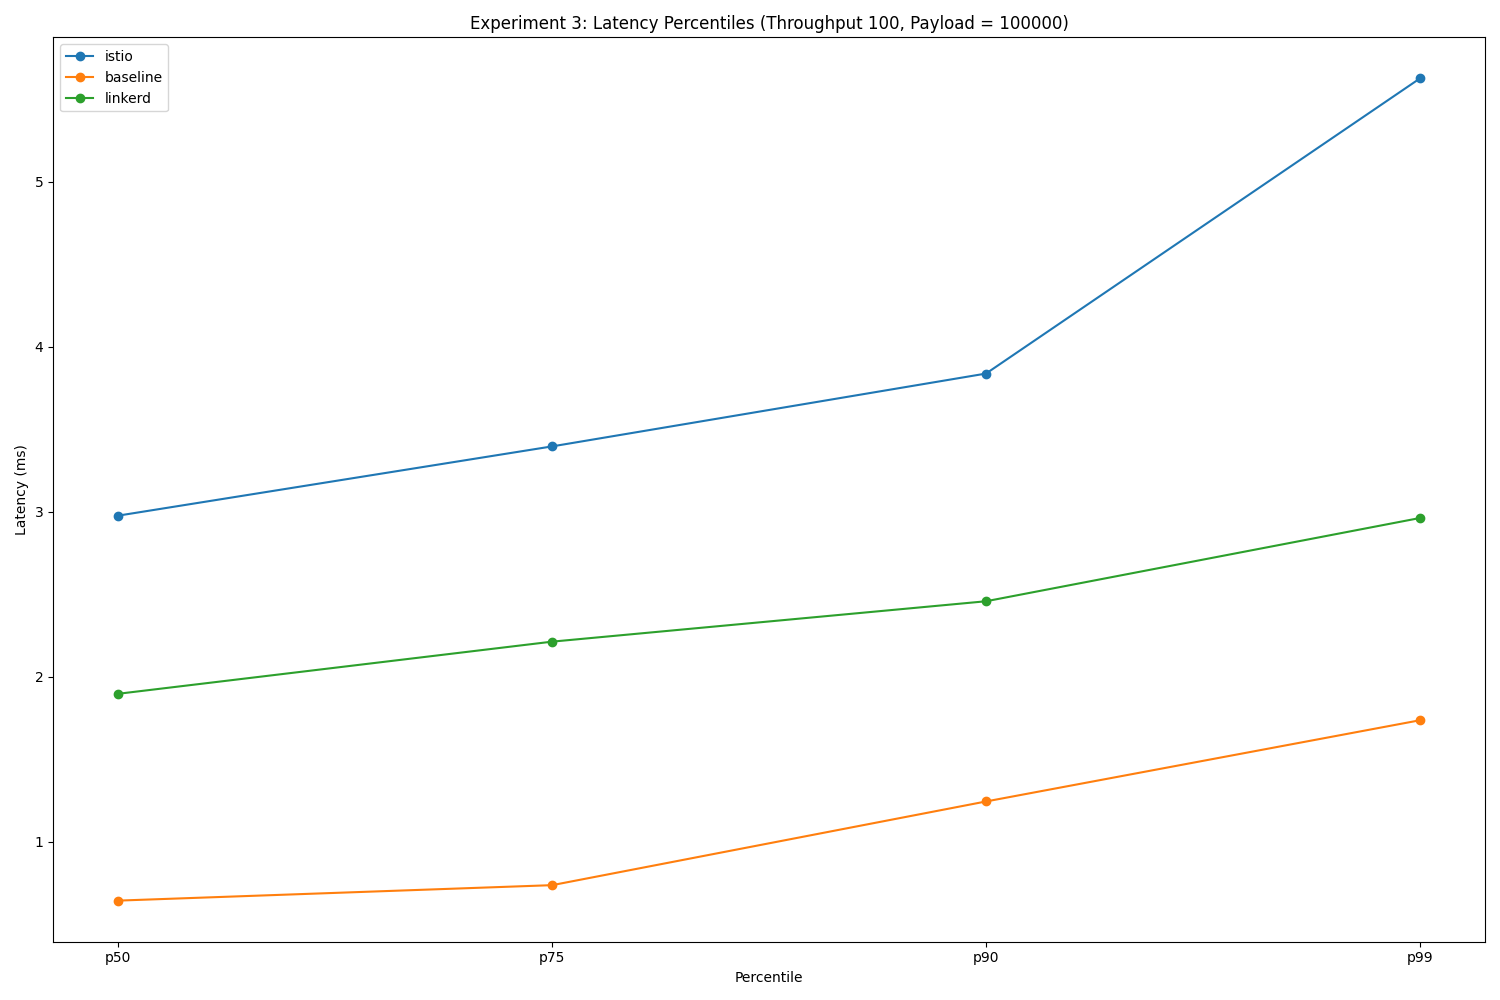 Experiment 3: Latency Percentiles (Throughput 100, Payload = 100000)
istio
baseline
linkerd
5
4
3
2
1
Latency (ms)
p50 p75 p90 p99
Percentile